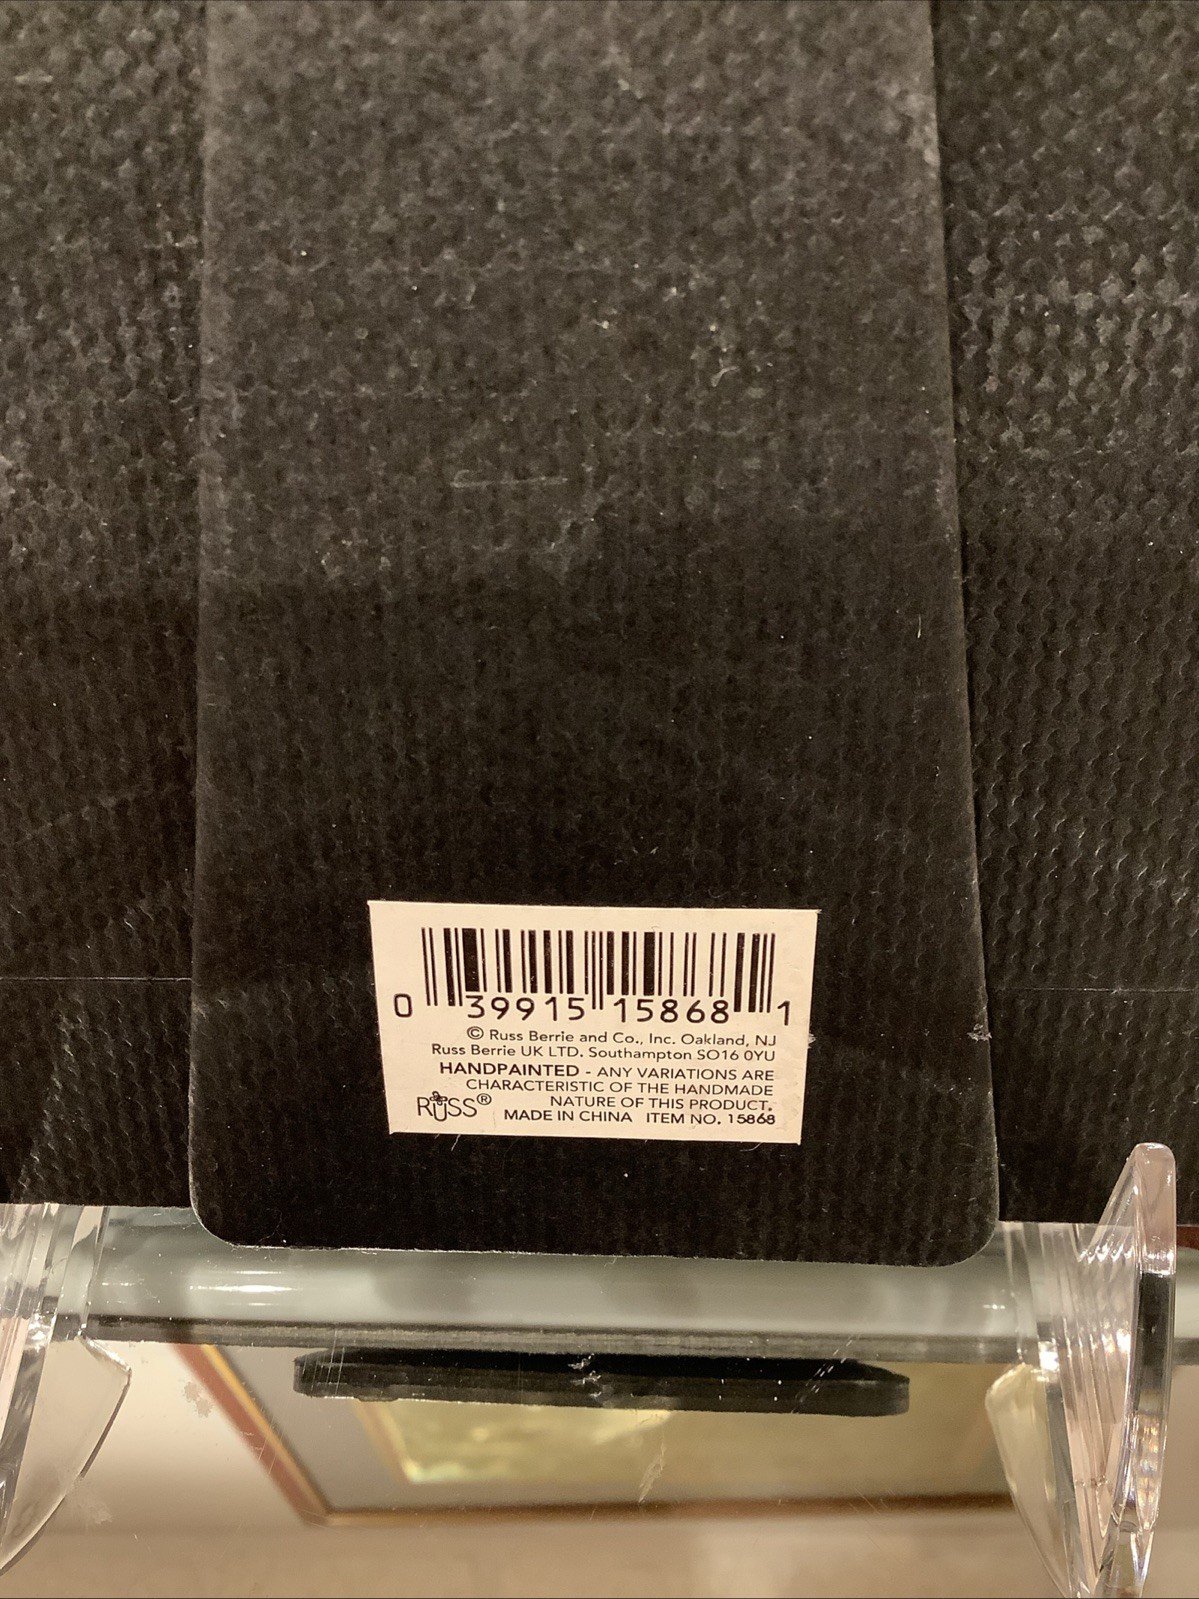 0 39915 15868 1
© Russ Berrie and Co., Inc. Oakland, NJ
Russ Berrie UK LTD. Southampton SO16 0YU
HANDPAINTED - ANY VARIATIONS ARE
CHARACTERISTIC OF THE HANDMADE
NATURE OF THIS PRODUCT.
RUSS® MADE IN CHINA ITEM NO. 15868